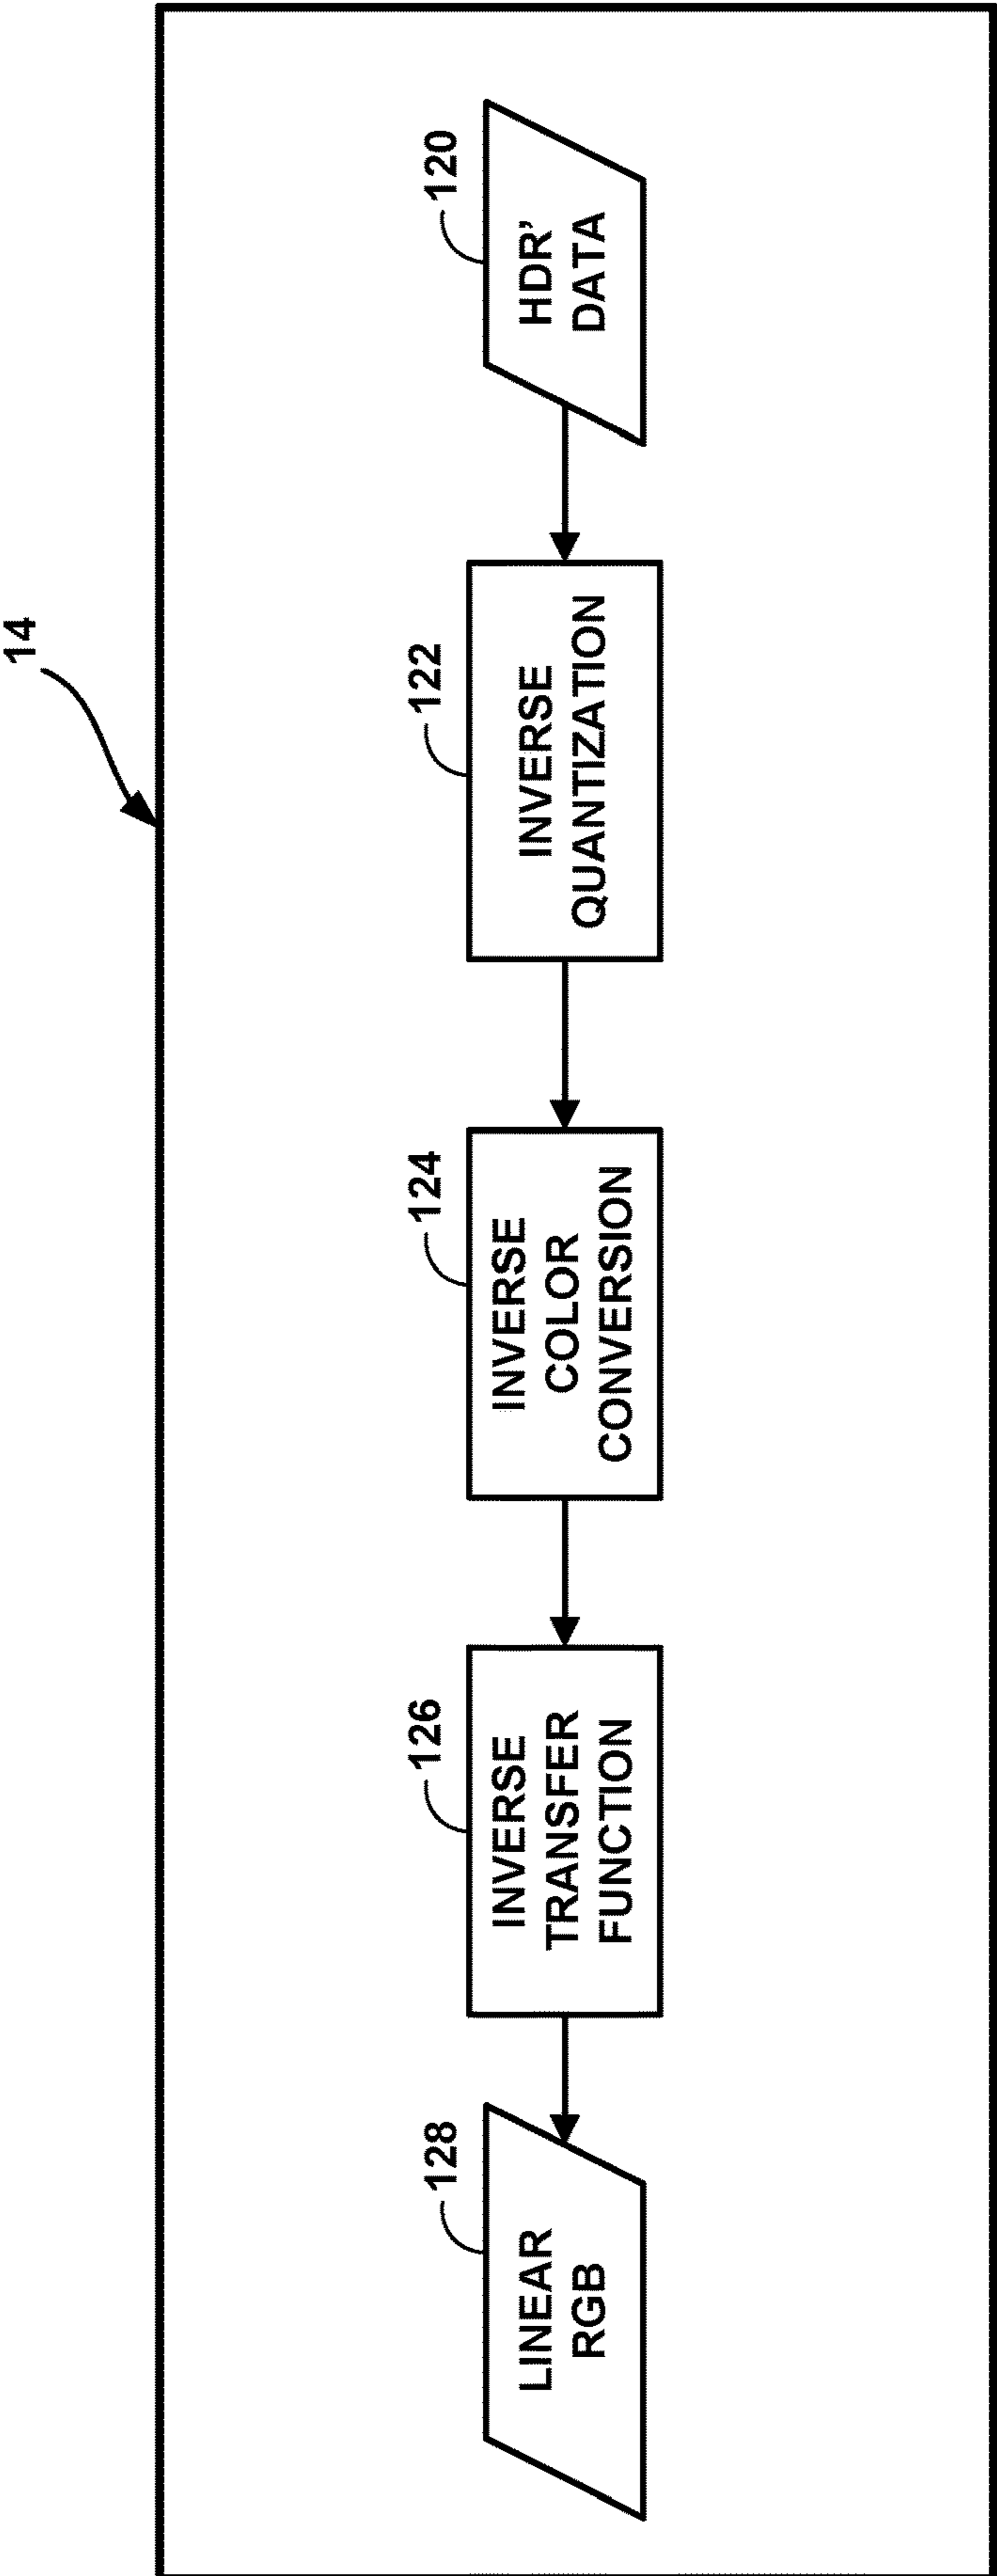 14
128
LINEAR
RGB
126
INVERSE
TRANSFER
FUNCTION
124
INVERSE
COLOR
CONVERSION
122
INVERSE
QUANTIZATION
120
HDR'
DATA